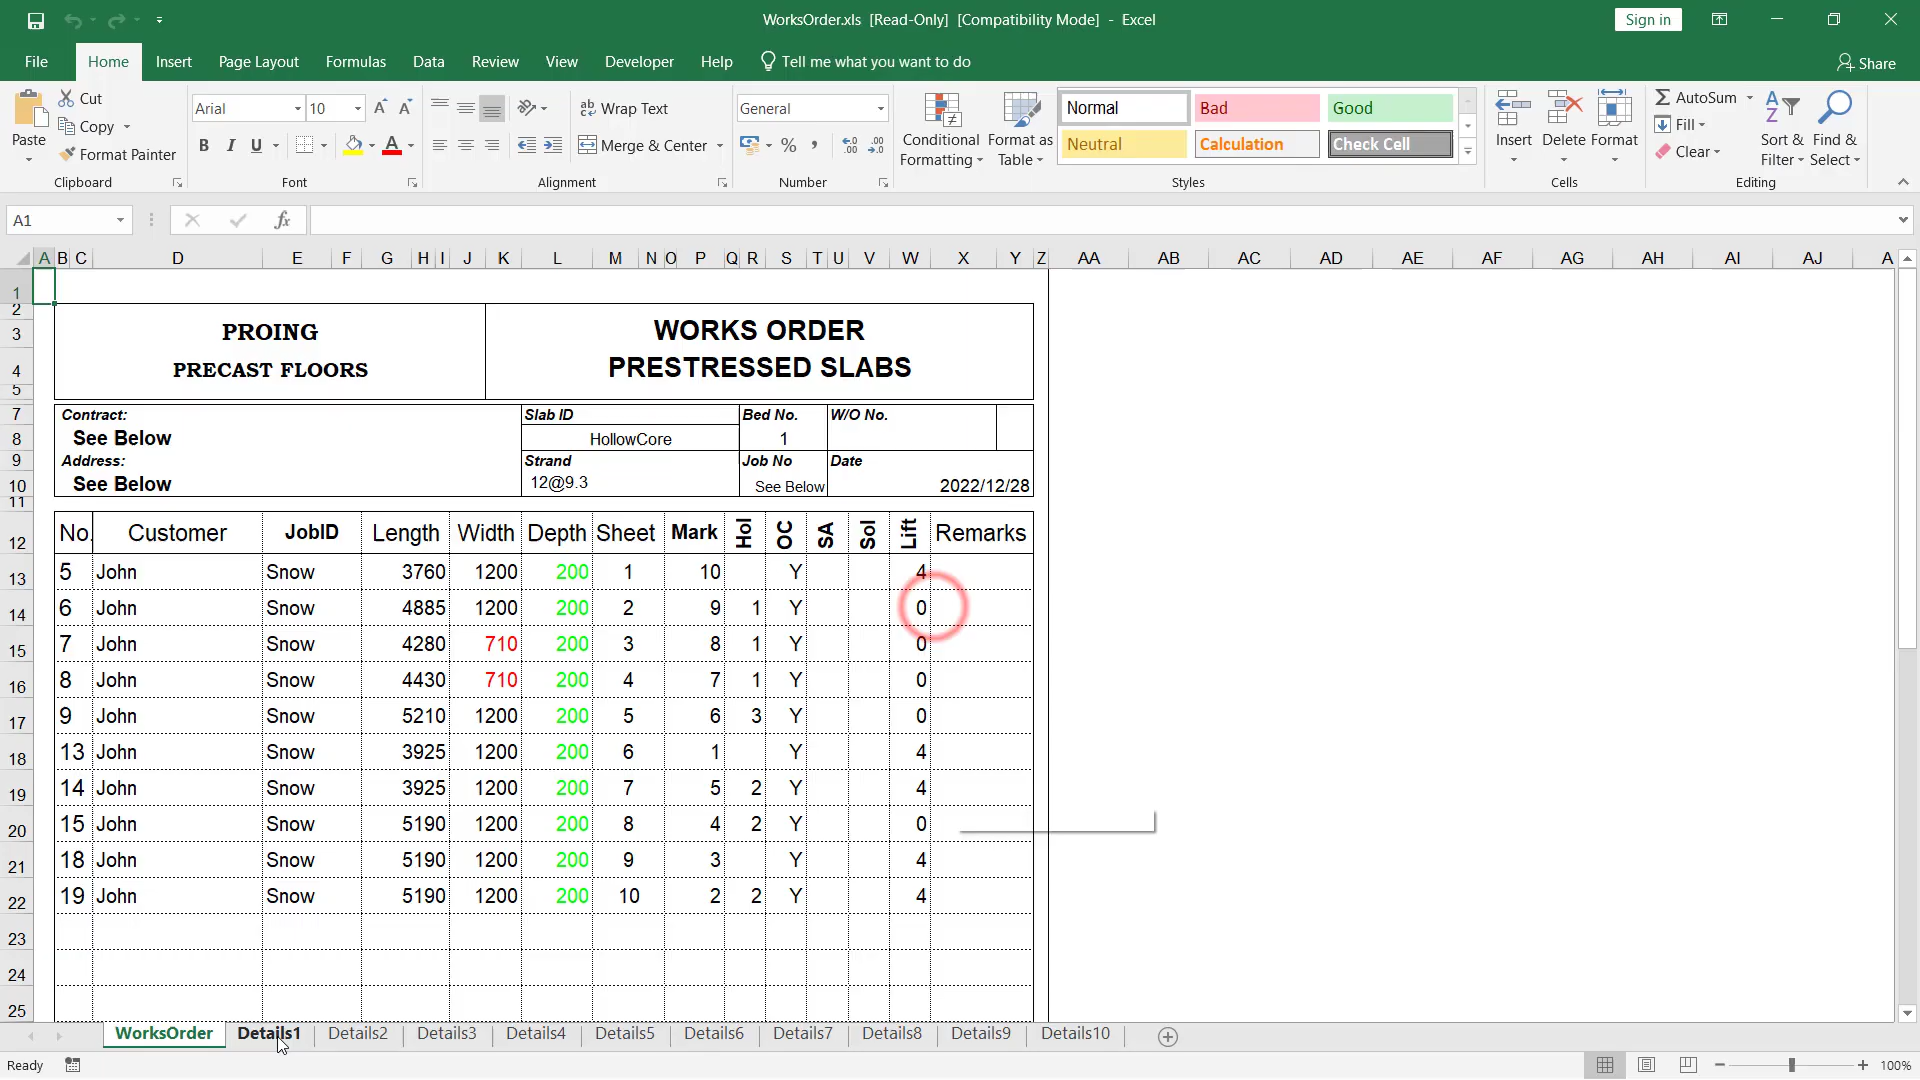 WorksOrder.xls [Read-Only] [Compatibility Mode] - Excel
Sign in
File Home Insert Page Layout Formulas Data Review View Developer Help Tell me what you want to do
Share
Paste
Cut
Copy
Format Painter
Clipboard
Arial 10
B I U
Font
Wrap Text
Merge & Center
Alignment
General
Number
Conditional Formatting
Format as Table
Normal Bad Good
Neutral Calculation Check Cell
Styles
Insert Delete Format
Cells
AutoSum
Fill
Clear
Sort & Filter
Find & Select
Editing
A1
fx
A B C D E F G H I J K L M N O P Q R S T U V W X Y Z AA AB AC AD AE AF AG AH AI AJ A
1
2
3 PROING WORKS ORDER
4 PRECAST FLOORS PRESTRESSED SLABS
5
7 Contract: Slab ID Bed No. W/O No.
8 See Below HollowCore 1
9 Address: Strand Job No Date
10 See Below 12@9.3 See Below 2022/12/28
11
12 No. Customer JobID Length Width Depth Sheet Mark Hol OC SA Sol Lift Remarks
13 5 John Snow 3760 1200 200 1 10 Y 4
14 6 John Snow 4885 1200 200 2 9 1 Y 0
15 7 John Snow 4280 710 200 3 8 1 Y 0
16 8 John Snow 4430 710 200 4 7 1 Y 0
17 9 John Snow 5210 1200 200 5 6 3 Y 0
18 13 John Snow 3925 1200 200 6 1 Y 4
19 14 John Snow 3925 1200 200 7 5 2 Y 4
20 15 John Snow 5190 1200 200 8 4 2 Y 0
21 18 John Snow 5190 1200 200 9 3 Y 4
22 19 John Snow 5190 1200 200 10 2 2 Y 4
23
24
25
WorksOrder Details1 Details2 Details3 Details4 Details5 Details6 Details7 Details8 Details9 Details10
Ready
100%